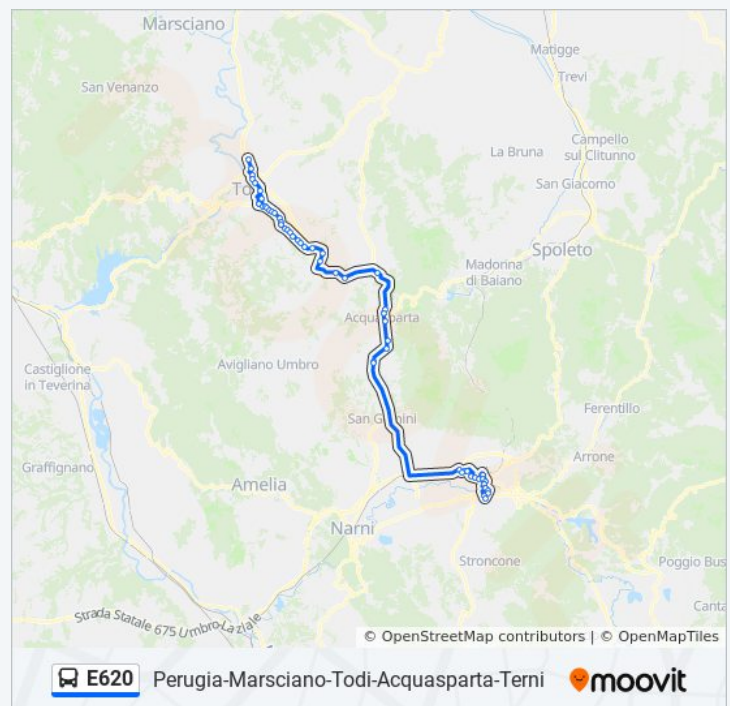 Marsciano
Matigge
San Venanzo
Trevi
Campello
sul Clitunno
La Bruna
San Giacomo
Spoleto
Madonna
di Baiano
Castiglione
in Teverina
Avigliano Umbro
Ferentillo
Graffignano
Amelia
Arrone
Narni
Stroncone
Poggio Bus
Canta
Strada Statale 675 Umbro-Laziale
© OpenStreetMap contributors | © OpenMapTiles
E620 Perugia-Marsciano-Todi-Acquasparta-Terni moovit